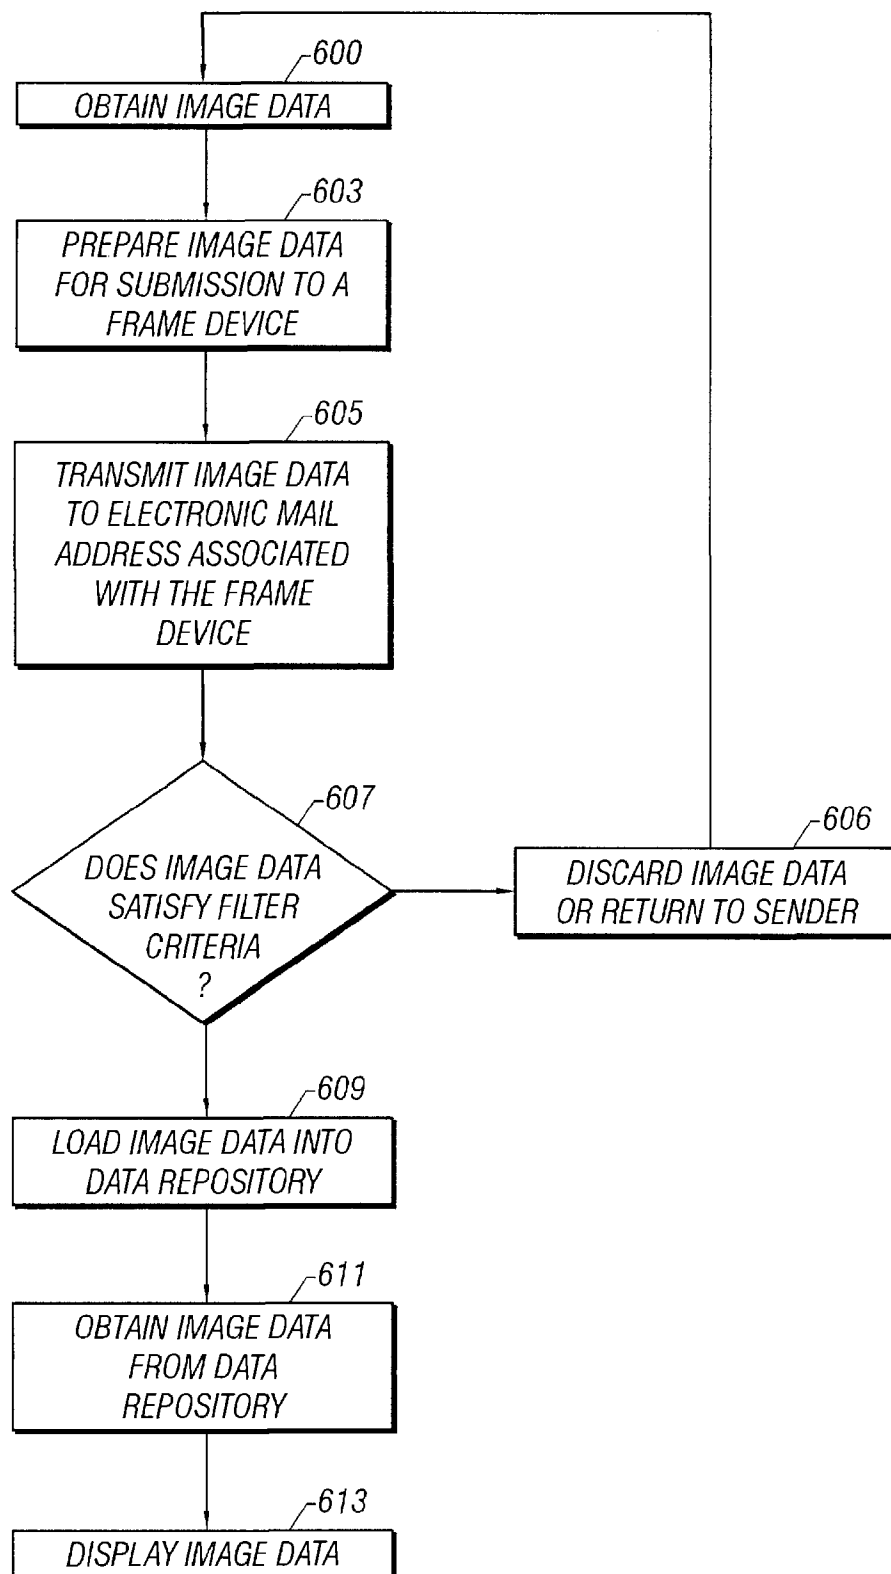 600
OBTAIN IMAGE DATA
603
PREPARE IMAGE DATA
FOR SUBMISSION TO A
FRAME DEVICE
605
TRANSMIT IMAGE DATA
TO ELECTRONIC MAIL
ADDRESS ASSOCIATED
WITH THE FRAME
DEVICE
607
DOES IMAGE DATA
SATISFY FILTER
CRITERIA
?
606
DISCARD IMAGE DATA
OR RETURN TO SENDER
609
LOAD IMAGE DATA INTO
DATA REPOSITORY
611
OBTAIN IMAGE DATA
FROM DATA
REPOSITORY
613
DISPLAY IMAGE DATA